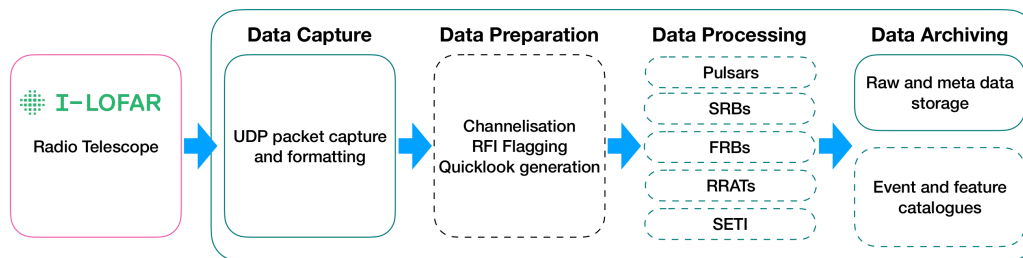 Data Capture
Data Preparation
Data Processing
Data Archiving
I-LOFAR
Radio Telescope
UDP packet capture
and formatting
Channelisation
RFI Flagging
Quicklook generation
Pulsars
SRBs
FRBs
RRATs
SETI
Raw and meta data
storage
Event and feature
catalogues